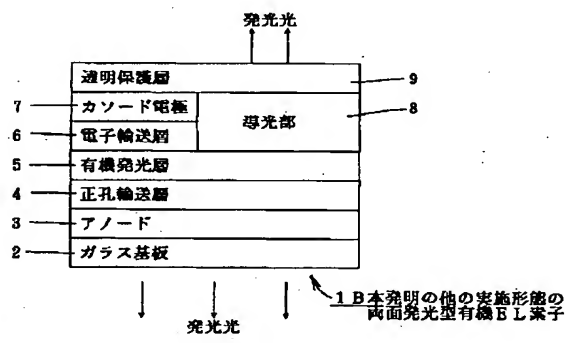 発光光
透明保護層 9
7 カソード電極
導光部 8
6 電子輸送層
5 有機発光層
4 正孔輸送層
3 アノード
2 ガラス基板
1B本発明の他の実施形態の
両面発光型有機EL素子
発光光